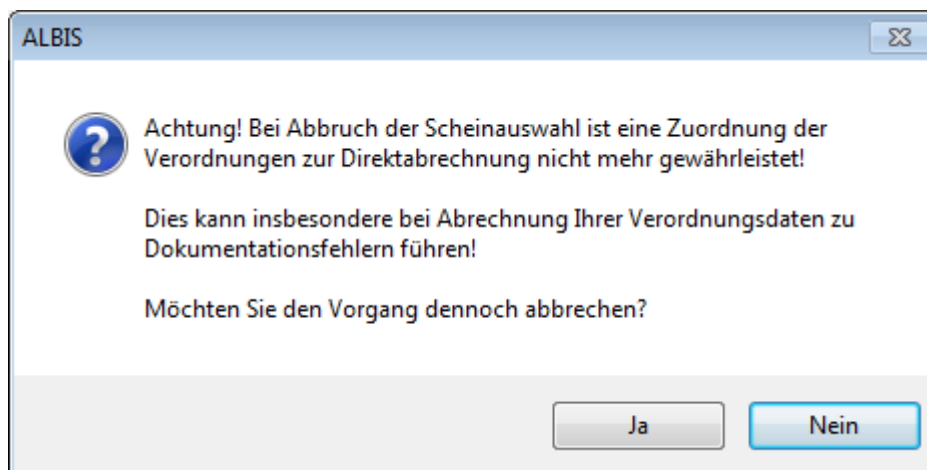 ALBIS
Achtung! Bei Abbruch der Scheinauswahl ist eine Zuordnung der
Verordnungen zur Direktabrechnung nicht mehr gewährleistet!
Dies kann insbesondere bei Abrechnung Ihrer Verordnungsdaten zu
Dokumentationsfehlern führen!
Möchten Sie den Vorgang dennoch abbrechen?
Ja Nein